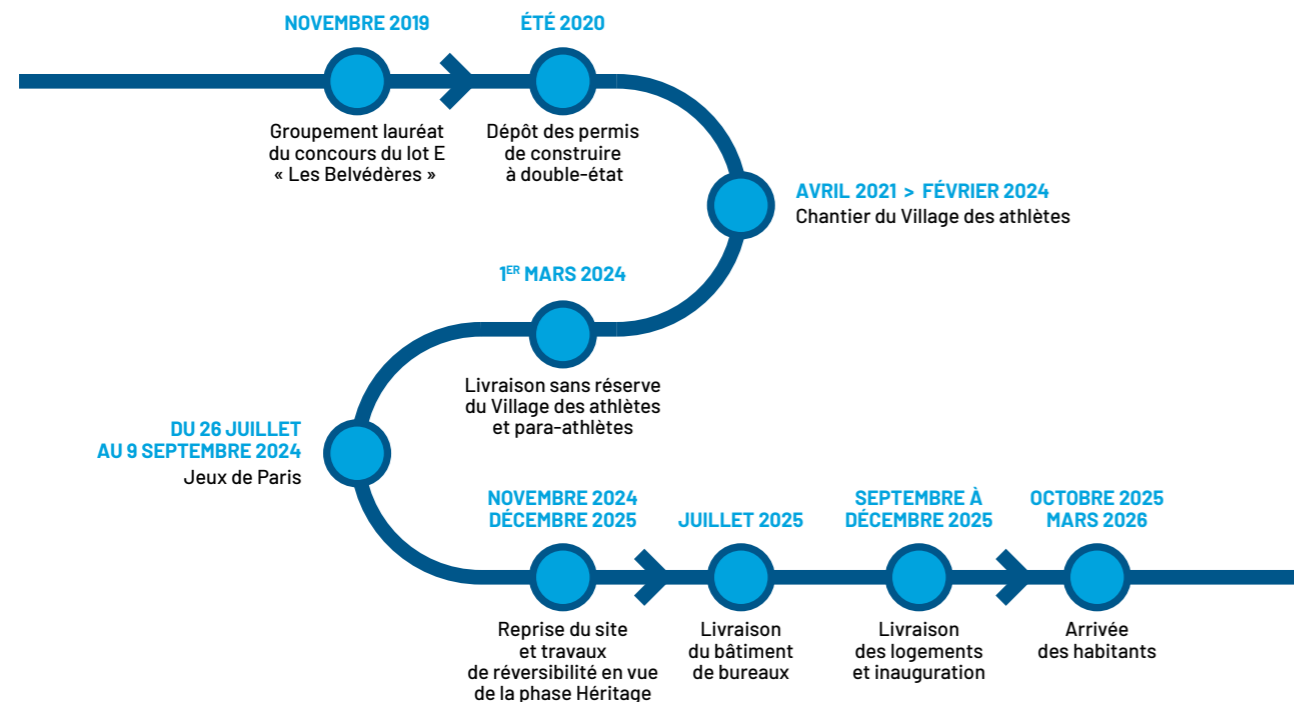 NOVEMBRE 2019
Groupement lauréat
du concours du lot E
« Les Belvédères »
ÉTÉ 2020
Dépôt des permis
de construire
à double-état
AVRIL 2021 > FÉVRIER 2024
Chantier du Village des athlètes
1ER MARS 2024
Livraison sans réserve
du Village des athlètes
et para-athlètes
DU 26 JUILLET
AU 9 SEPTEMBRE 2024
Jeux de Paris
NOVEMBRE 2024
DÉCEMBRE 2025
Reprise du site
et travaux
de réversibilité en vue
de la phase Héritage
JUILLET 2025
Livraison
du bâtiment
de bureaux
SEPTEMBRE À
DÉCEMBRE 2025
Livraison
des logements
et inauguration
OCTOBRE 2025
MARS 2026
Arrivée
des habitants